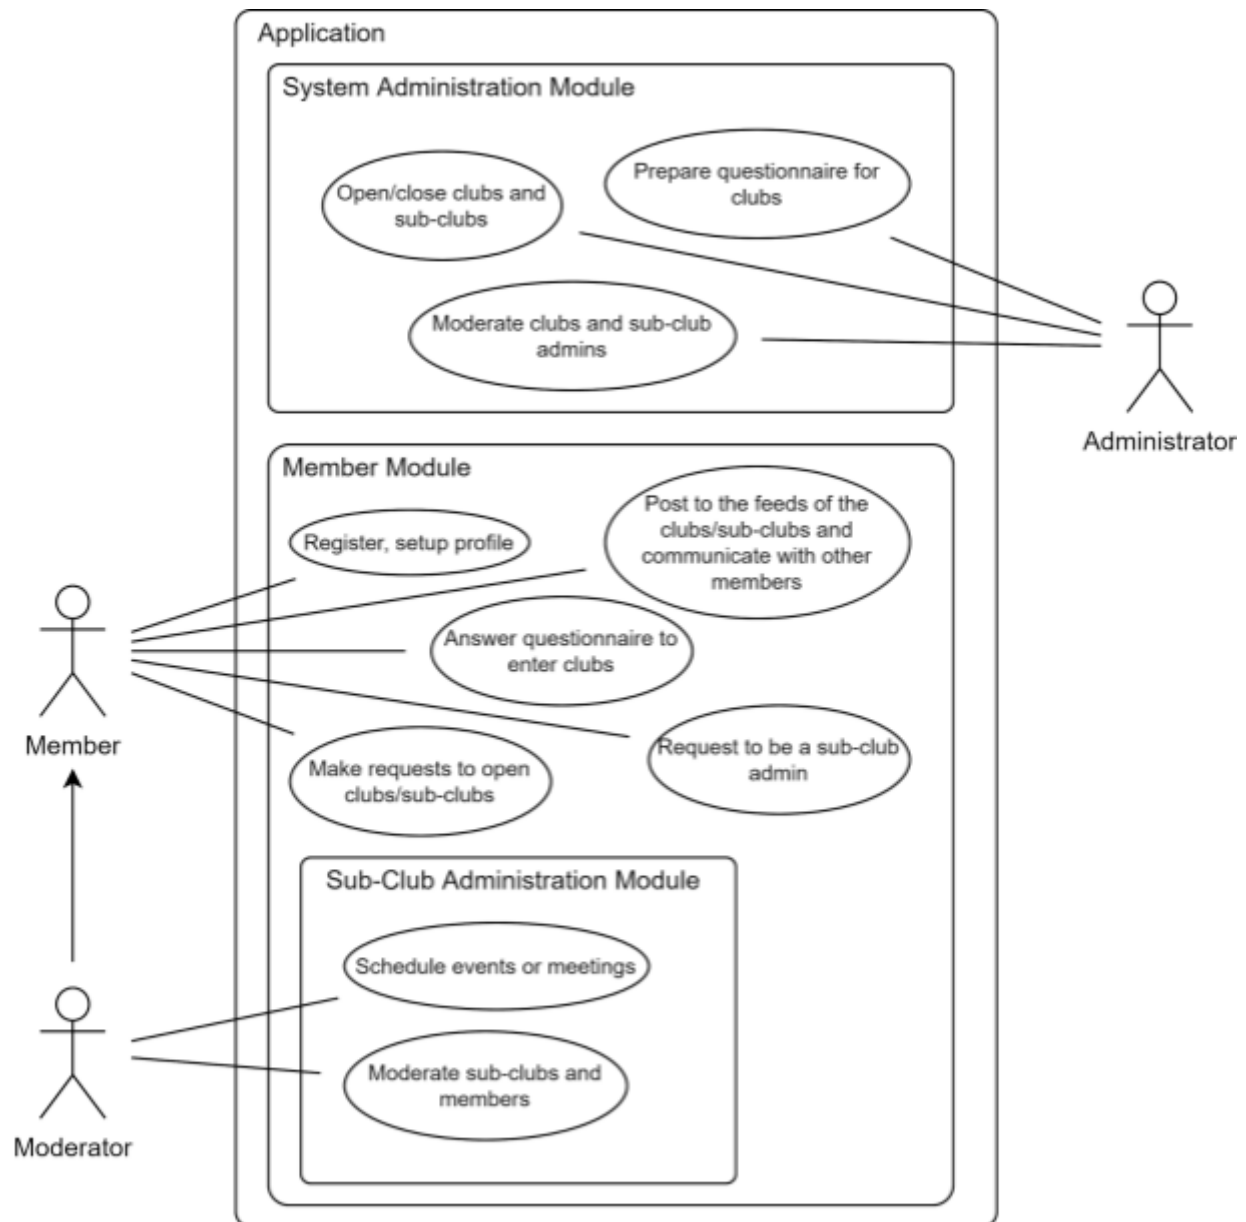 Application
System Administration Module
Open/close clubs and
sub-clubs
Prepare questionnaire for
clubs
Moderate clubs and sub-club
admins
Administrator
Member Module
Register, setup profile
Post to the feeds of the
clubs/sub-clubs and
communicate with other
members
Answer questionnaire to
enter clubs
Member
Make requests to open
clubs/sub-clubs
Request to be a sub-club
admin
Sub-Club Administration Module
Schedule events or meetings
Moderate sub-clubs and
members
Moderator